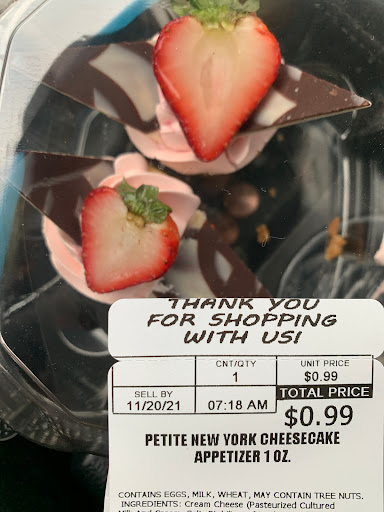 THANK YOU
FOR SHOPPING
WITH US!
CNT/QTY
1
UNIT PRICE
$0.99
SELL BY
11/20/21
07:18 AM
TOTAL PRICE
$0.99
PETITE NEW YORK CHEESECAKE
APPETIZER 1 OZ.
CONTAINS EGGS, MILK, WHEAT, MAY CONTAIN TREE NUTS.
INGREDIENTS: Cream Cheese (Pasteurized Cultured